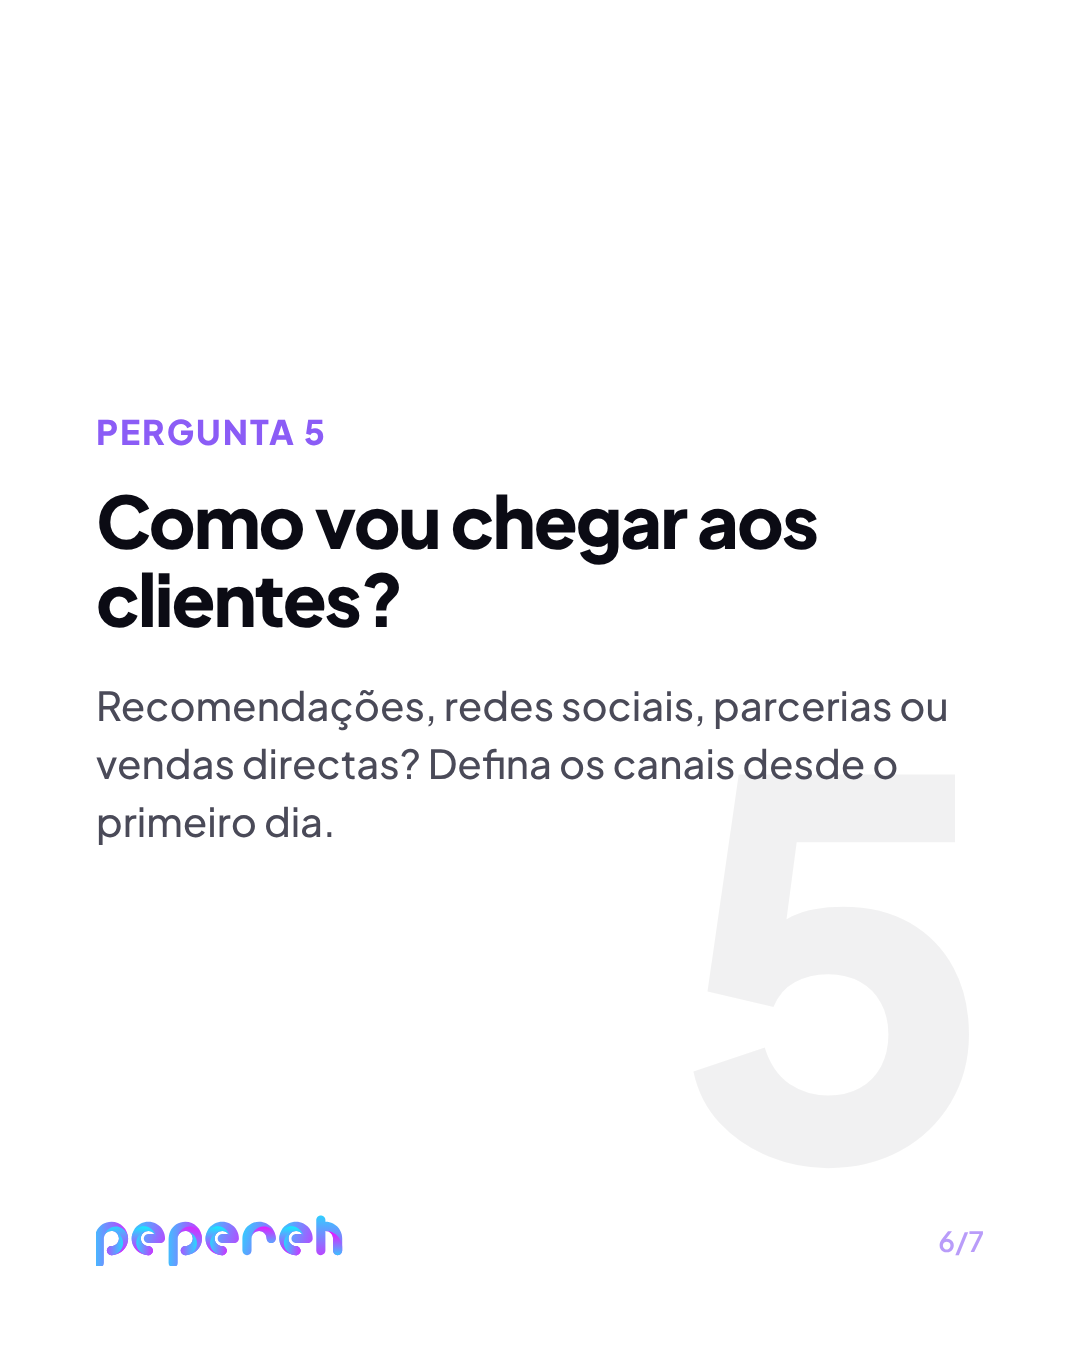 PERGUNTA 5
Como vou chegar aos
clientes?
Recomendações, redes sociais, parcerias ou
vendas directas? Defina os canais desde o
primeiro dia.
5
pepereh
6/7